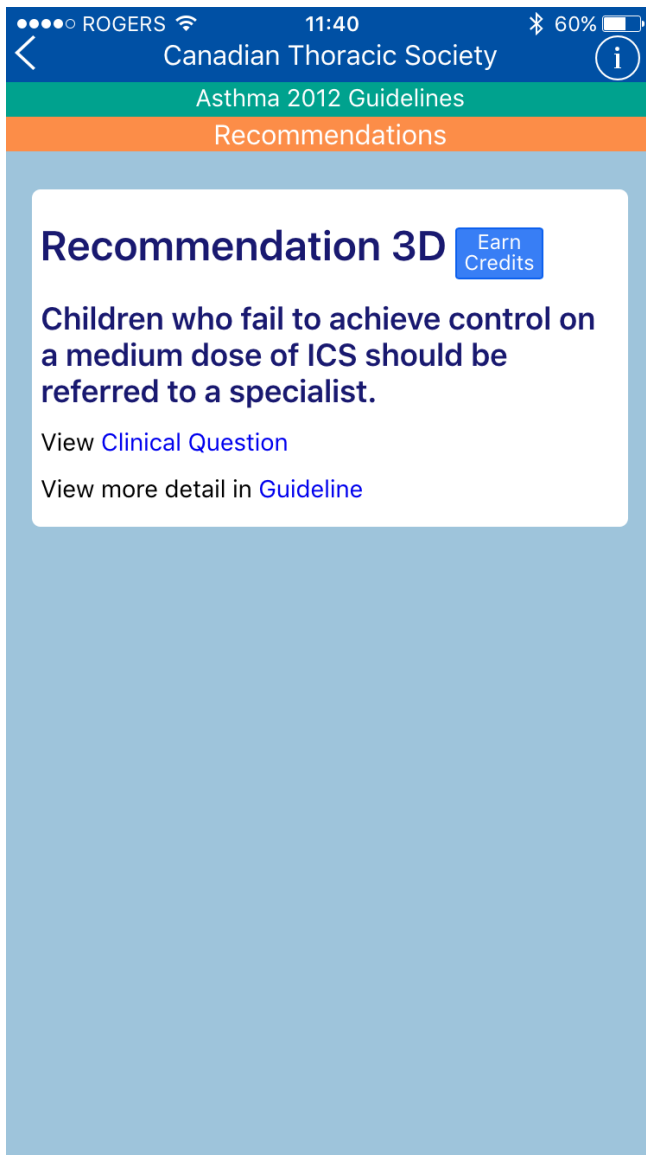 ROGERS 11:40 60%
Canadian Thoracic Society i
Asthma 2012 Guidelines
Recommendations
Recommendation 3D Earn
Credits
Children who fail to achieve control on
a medium dose of ICS should be
referred to a specialist.
View Clinical Question
View more detail in Guideline